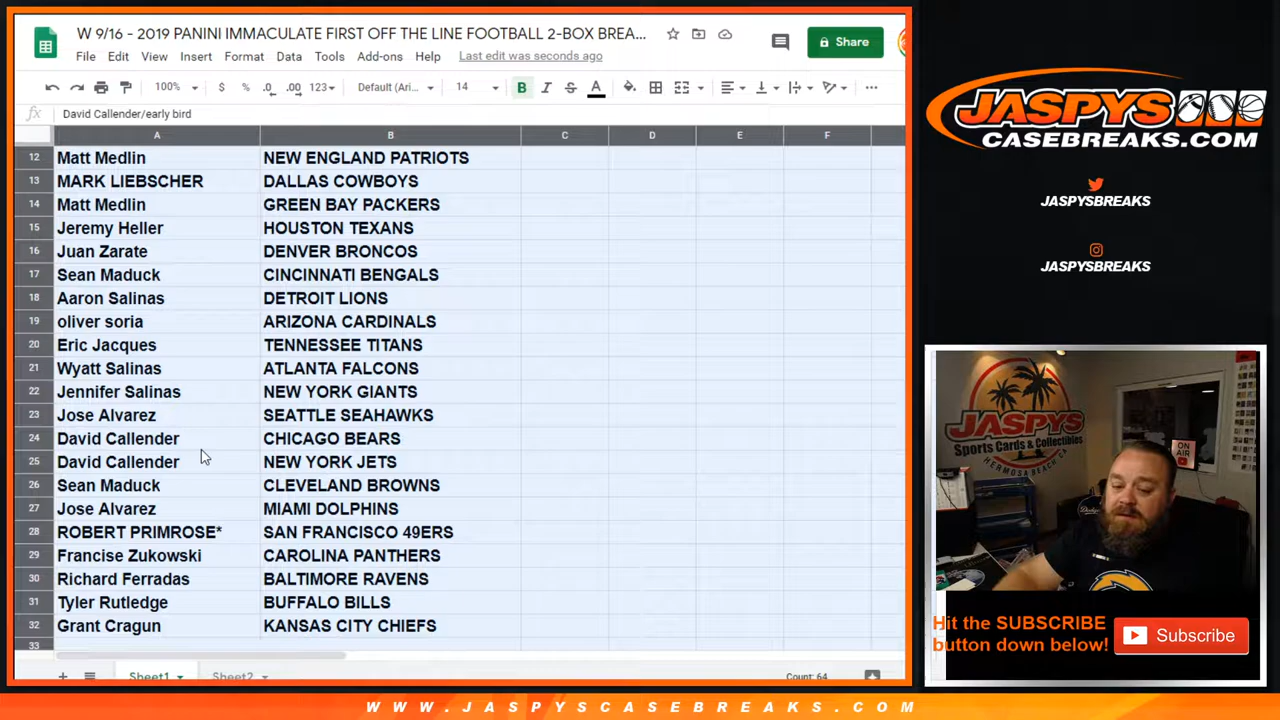 W 9/16 - 2019 PANINI IMMACULATE FIRST OFF THE LINE FOOTBALL 2-BOX BREA...
File Edit View Insert Format Data Tools Add-ons Help Last edit was seconds ago
Share
100% $ % .0 .00 123 Default (Ari... 14 B I S A
fx David Callender/early bird
A B C D E F
12 Matt Medlin NEW ENGLAND PATRIOTS
13 MARK LIEBSCHER DALLAS COWBOYS
14 Matt Medlin GREEN BAY PACKERS
15 Jeremy Heller HOUSTON TEXANS
16 Juan Zarate DENVER BRONCOS
17 Sean Maduck CINCINNATI BENGALS
18 Aaron Salinas DETROIT LIONS
19 oliver soria ARIZONA CARDINALS
20 Eric Jacques TENNESSEE TITANS
21 Wyatt Salinas ATLANTA FALCONS
22 Jennifer Salinas NEW YORK GIANTS
23 Jose Alvarez SEATTLE SEAHAWKS
24 David Callender CHICAGO BEARS
25 David Callender NEW YORK JETS
26 Sean Maduck CLEVELAND BROWNS
27 Jose Alvarez MIAMI DOLPHINS
28 ROBERT PRIMROSE* SAN FRANCISCO 49ERS
29 Francise Zukowski CAROLINA PANTHERS
30 Richard Ferradas BALTIMORE RAVENS
31 Tyler Rutledge BUFFALO BILLS
32 Grant Cragun KANSAS CITY CHIEFS
33
Sheet1 Sheet2 Count: 64
JASPYS
CASEBREAKS.COM
JASPYSBREAKS
JASPYSBREAKS
JASPYS
Sports Cards & Collectibles
HERMOSA BEACH CA
ON AIR
Dodgers
Hit the SUBSCRIBE
button down below!
Subscribe
WWW.JASPYSCASEBREAKS.COM